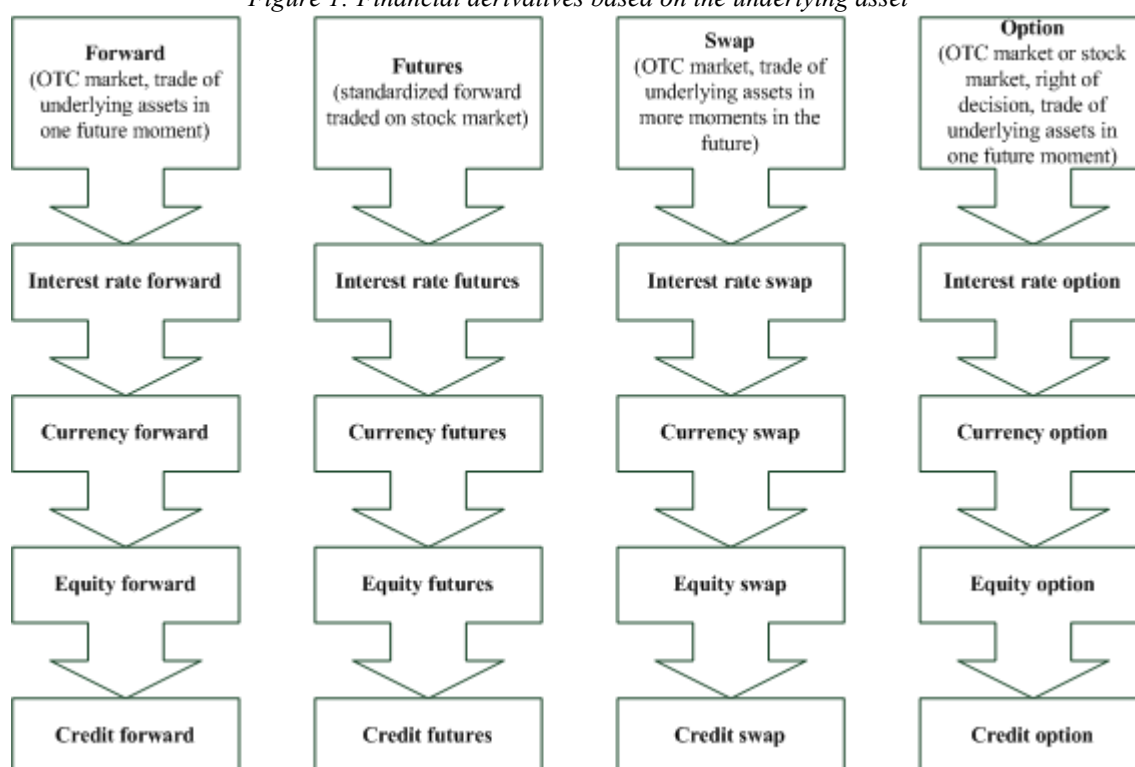 Figure 1: Financial derivatives based on the underlying asset
Forward
(OTC market, trade of
underlying assets in
one future moment)
Futures
(standardized forward
traded on stock market)
Swap
(OTC market, trade of
underlying assets in
more moments in the
future)
Option
(OTC market or stock
market, right of
decision, trade of
underlying assets in
one future moment)
Interest rate forward
Interest rate futures
Interest rate swap
Interest rate option
Currency forward
Currency futures
Currency swap
Currency option
Equity forward
Equity futures
Equity swap
Equity option
Credit forward
Credit futures
Credit swap
Credit option